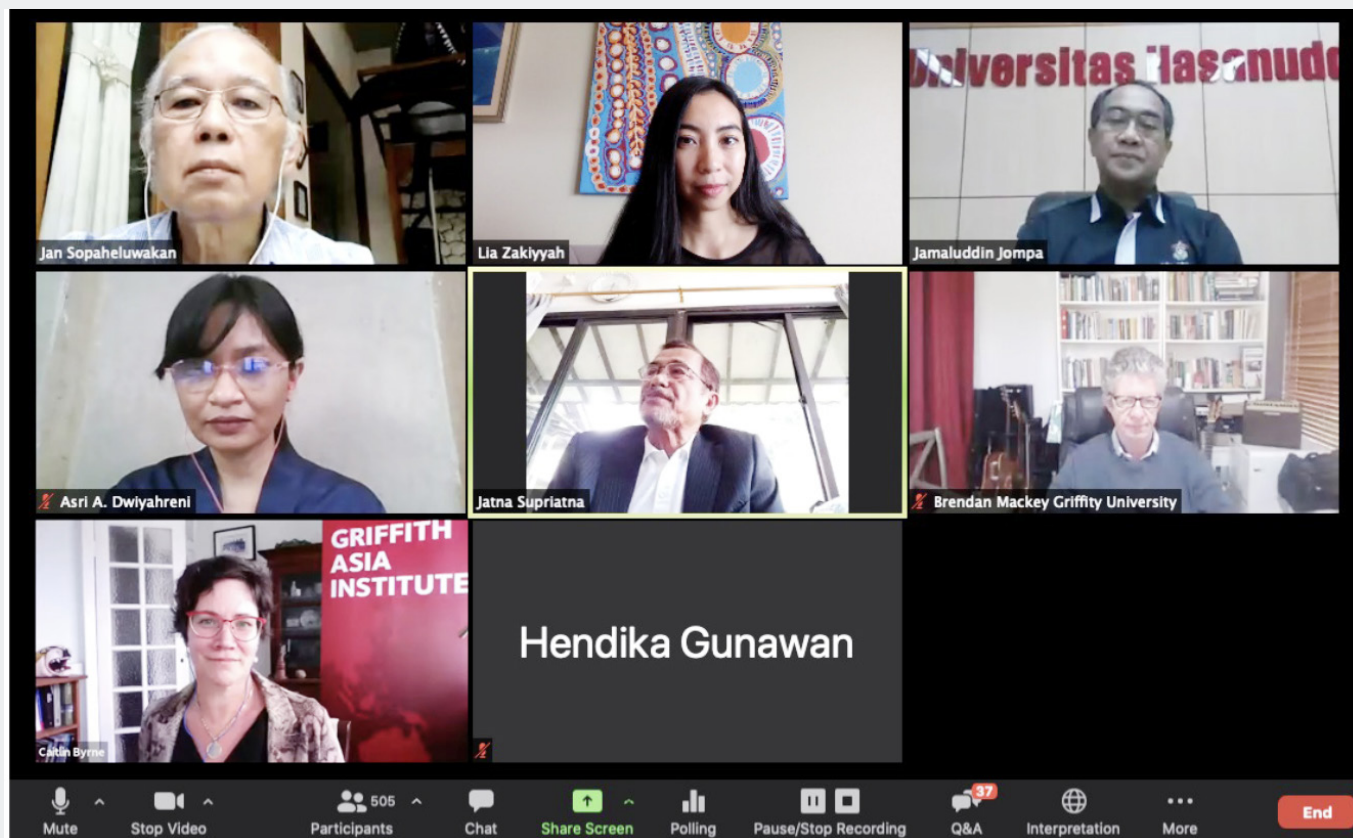 Universitas Hasanudd
Jan Sopaheluwakan
Lia Zakiyyah
Jamaluddin Jompa
Asri A. Dwiyahreni
Jatna Supriatna
Brendan Mackey Griffity University
GRIFFITH
ASIA
INSTITUTE
Caitlin Byrne
Hendika Gunawan
505
37
Mute
Stop Video
Participants
Chat
Share Screen
Polling
Pause/Stop Recording
Q&A
Interpretation
More
End